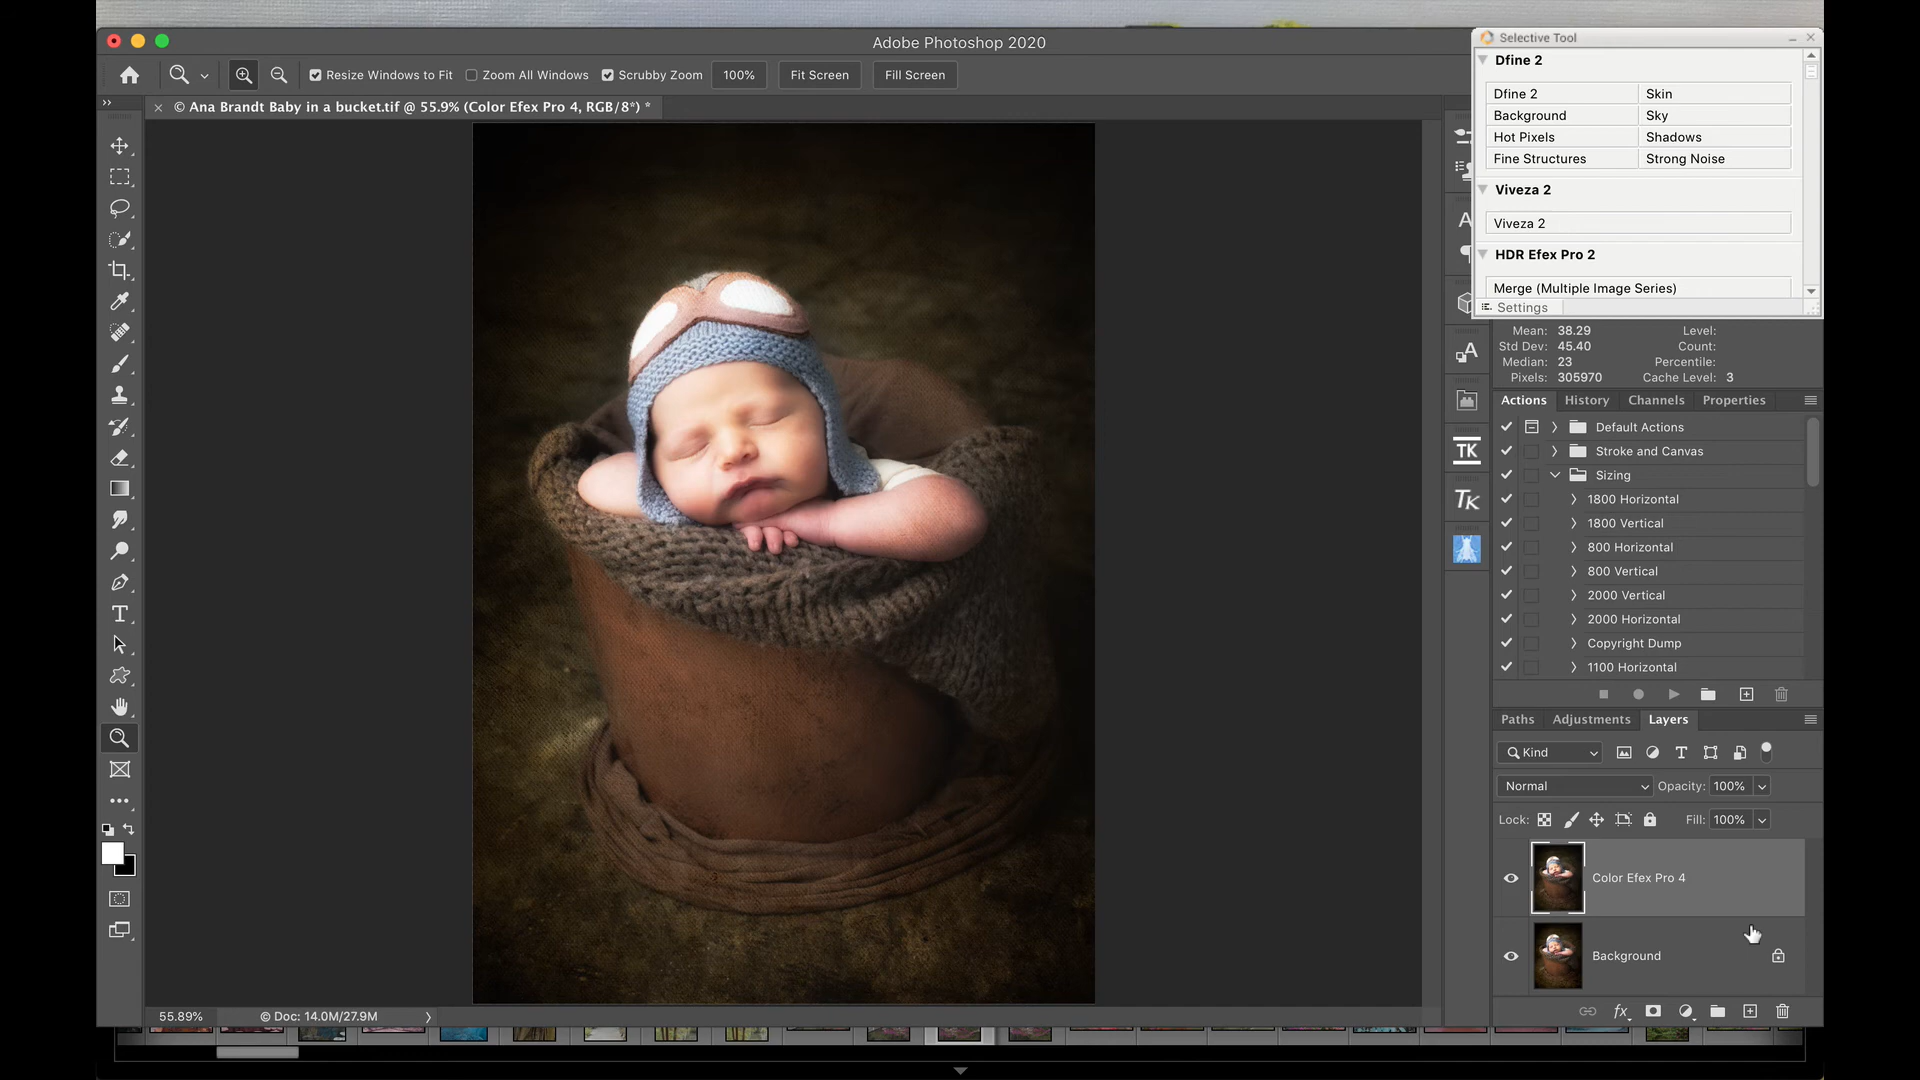 Adobe Photoshop 2020
Selective Tool
Resize Windows to Fit
Zoom All Windows
Scrubby Zoom
100%
Fit Screen
Fill Screen
© Ana Brandt Baby in a bucket.tif @ 55.9% (Color Efex Pro 4, RGB/8*) *
Dfine 2
Dfine 2 Skin
Background Sky
Hot Pixels Shadows
Fine Structures Strong Noise
Viveza 2
Viveza 2
HDR Efex Pro 2
Merge (Multiple Image Series)
Settings
Mean: 38.29 Level:
Std Dev: 45.40 Count:
Median: 23 Percentile:
Pixels: 305970 Cache Level: 3
Actions History Channels Properties
Default Actions
Stroke and Canvas
Sizing
1800 Horizontal
1800 Vertical
800 Horizontal
800 Vertical
2000 Vertical
2000 Horizontal
Copyright Dump
1100 Horizontal
TK
TK
Paths Adjustments Layers
Kind
Normal Opacity: 100%
Lock: Fill: 100%
Color Efex Pro 4
Background
fx
55.89% © Doc: 14.0M/27.9M